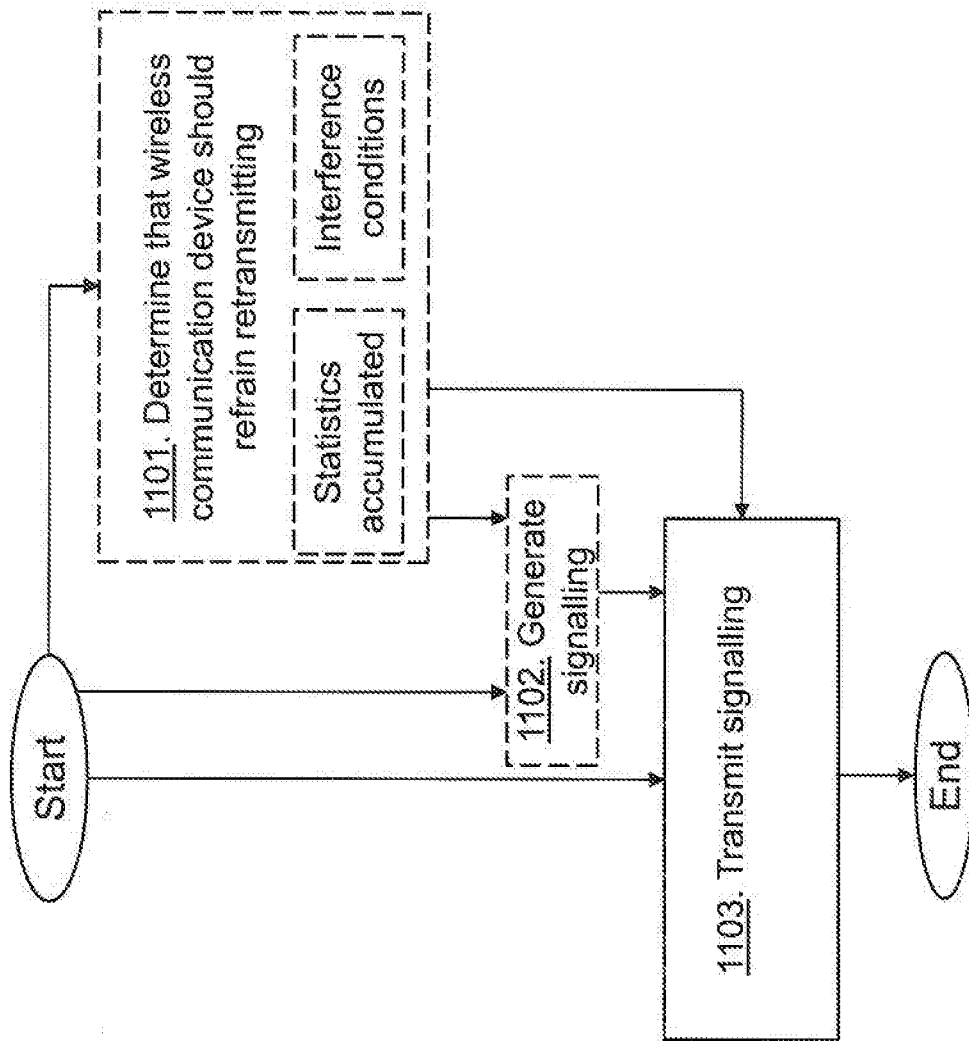 Start
1101. Determine that wireless
communication device should
refrain retransmitting
Statistics
accumulated
Interference
conditions
1102. Generate
signalling
1103. Transmit signalling
End